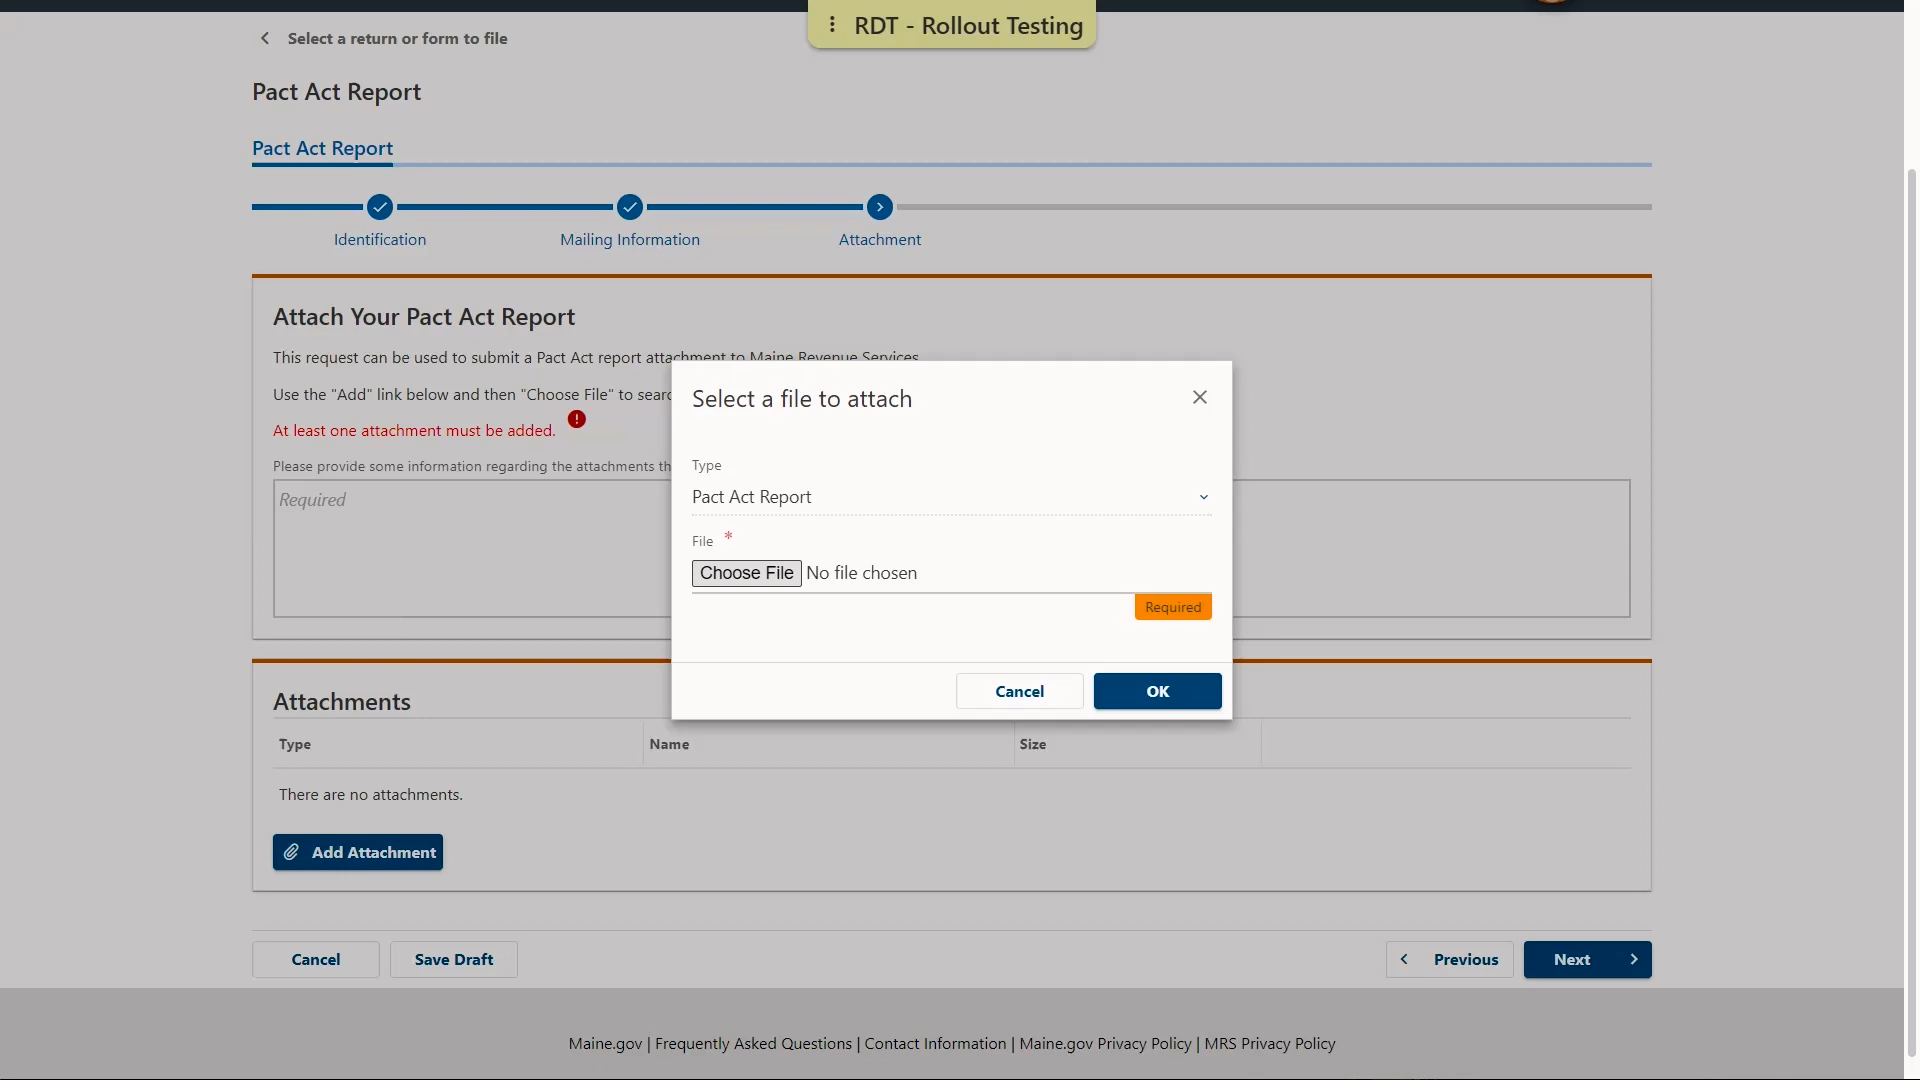 RDT - Rollout Testing
Select a return or form to file
Pact Act Report
Pact Act Report
Identification
Mailing Information
Attachment
Attach Your Pact Act Report
This request can be used to submit a Pact Act report attachment to Maine Revenue Services
Use the "Add" link below and then "Choose File" to
At least one attachment must be added.
Please provide some information regarding the attachments
Required
Select a file to attach
Type
Pact Act Report
File *
Choose File No file chosen
Required
Cancel
OK
Attachments
Type Name Size
There are no attachments.
Add Attachment
Cancel
Save Draft
Previous
Next
Maine.gov | Frequently Asked Questions | Contact Information | Maine.gov Privacy Policy | MRS Privacy Policy